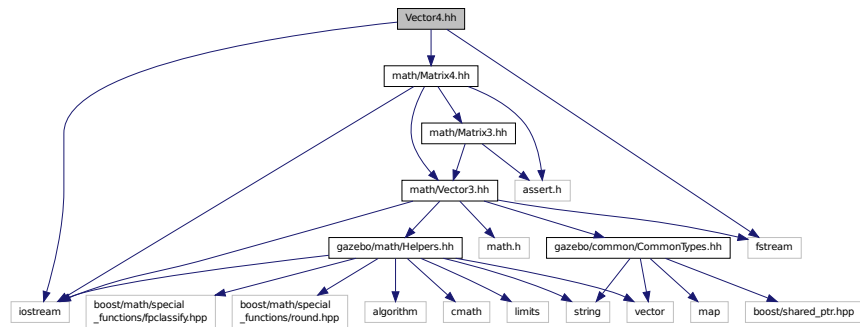 Vector4.hh
math/Matrix4.hh
math/Matrix3.hh
math/Vector3.hh
assert.h
gazebo/math/Helpers.hh
math.h
gazebo/common/CommonTypes.hh
fstream
iostream
boost/math/special
_functions/fpclassify.hpp
boost/math/special
_functions/round.hpp
algorithm
cmath
limits
string
vector
map
boost/shared_ptr.hpp